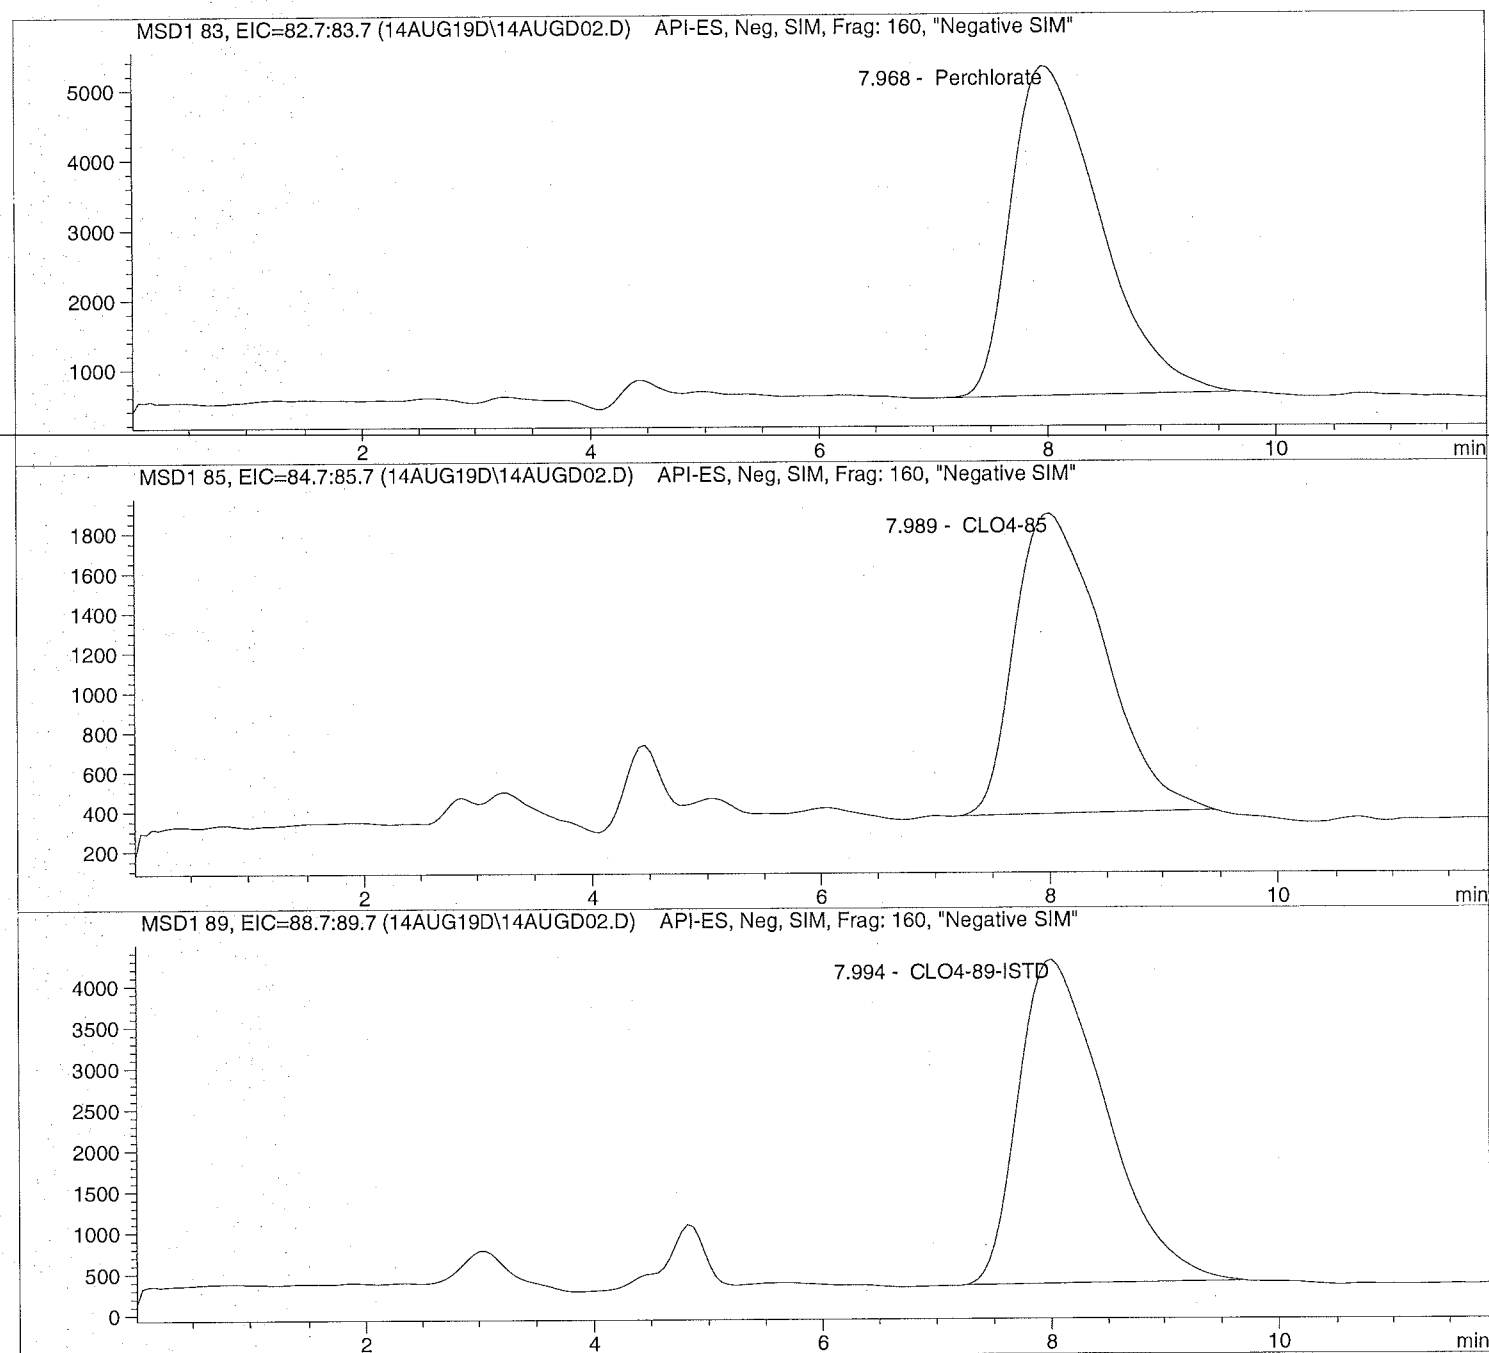 MSD1 83, EIC=82.7:83.7 (14AUG19D\14AUGD02.D) API-ES, Neg, SIM, Frag: 160, "Negative SIM"
7.968 - Perchlorate
5000
4000
3000
2000
1000
2 4 6 8 10 min
MSD1 85, EIC=84.7:85.7 (14AUG19D\14AUGD02.D) API-ES, Neg, SIM, Frag: 160, "Negative SIM"
7.989 - CLO4-85
1800
1600
1400
1200
1000
800
600
400
200
2 4 6 8 10 min
MSD1 89, EIC=88.7:89.7 (14AUG19D\14AUGD02.D) API-ES, Neg, SIM, Frag: 160, "Negative SIM"
7.994 - CLO4-89-ISTD
4000
3500
3000
2500
2000
1500
1000
500
0
2 4 6 8 10 min